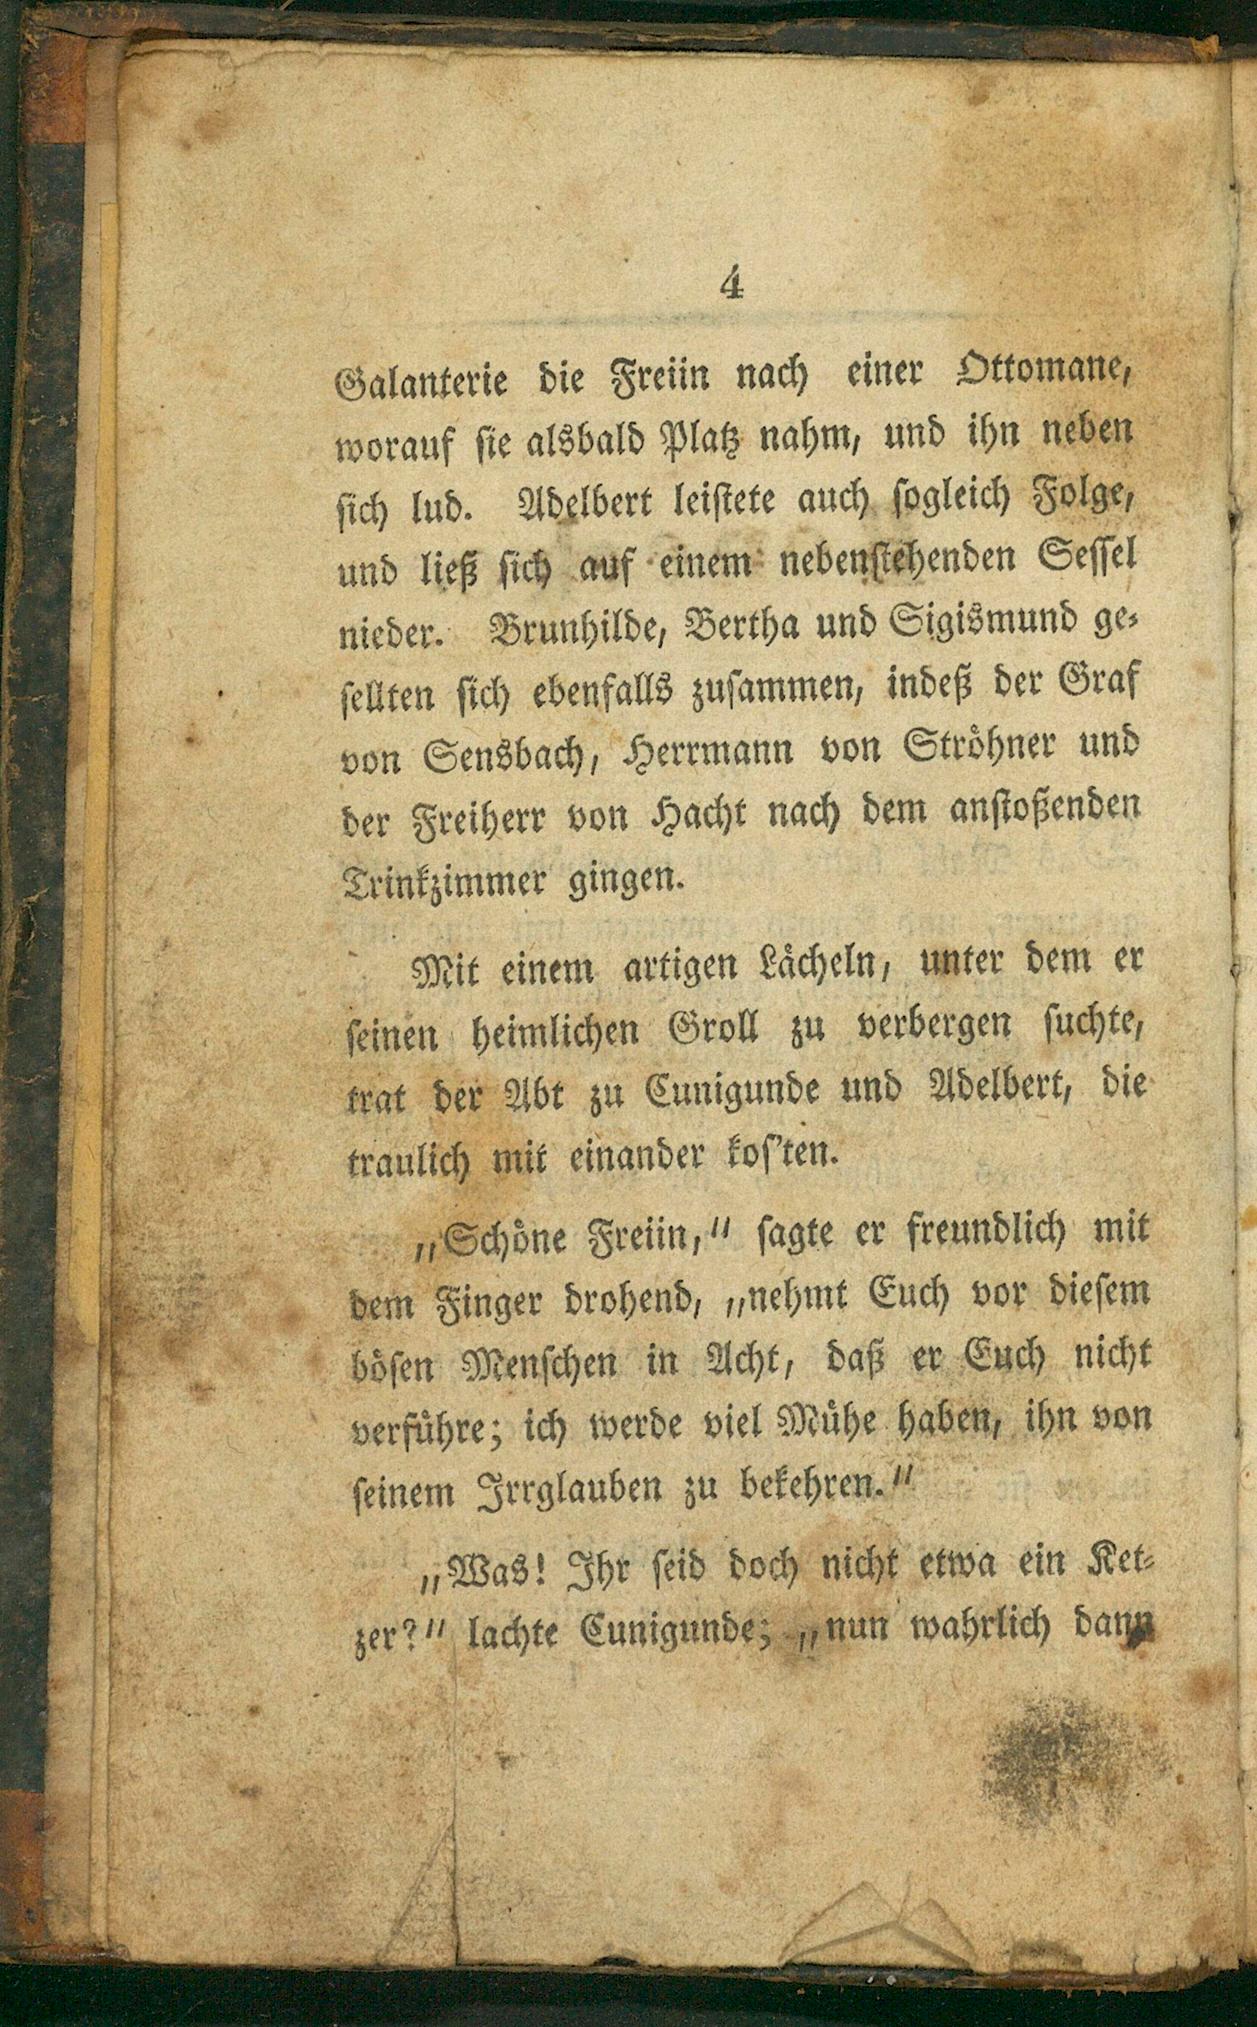 4
Galanterie die Freiin nach einer Ottomane,
worauf sie alsbald Platz nahm, und ihn neben
sich lud. Adelbert leistete auch sogleich Folge,
und ließ sich auf einem nebenstehenden Sessel
nieder. Brunhilde, Bertha und Sigismund ge-
sellten sich ebenfalls zusammen, indeß der Graf
von Sensbach, Herrmann von Ströhner und
der Freiherr von Hacht nach dem anstoßenden
Trinkzimmer gingen.
Mit einem artigen Lächeln, unter dem er
seinen heimlichen Groll zu verbergen suchte,
trat der Abt zu Cunigunde und Adelbert, die
traulich mit einander kos'ten.
„Schöne Freiin,“ sagte er freundlich mit
dem Finger drohend, „nehmt Euch vor diesem
bösen Menschen in Acht, daß er Euch nicht
verführe; ich werde viel Mühe haben, ihn von
seinem Irrglauben zu bekehren.“
„Was! Ihr seid doch nicht etwa ein Ket-
zer?“ lachte Cunigunde; „nun wahrlich dann